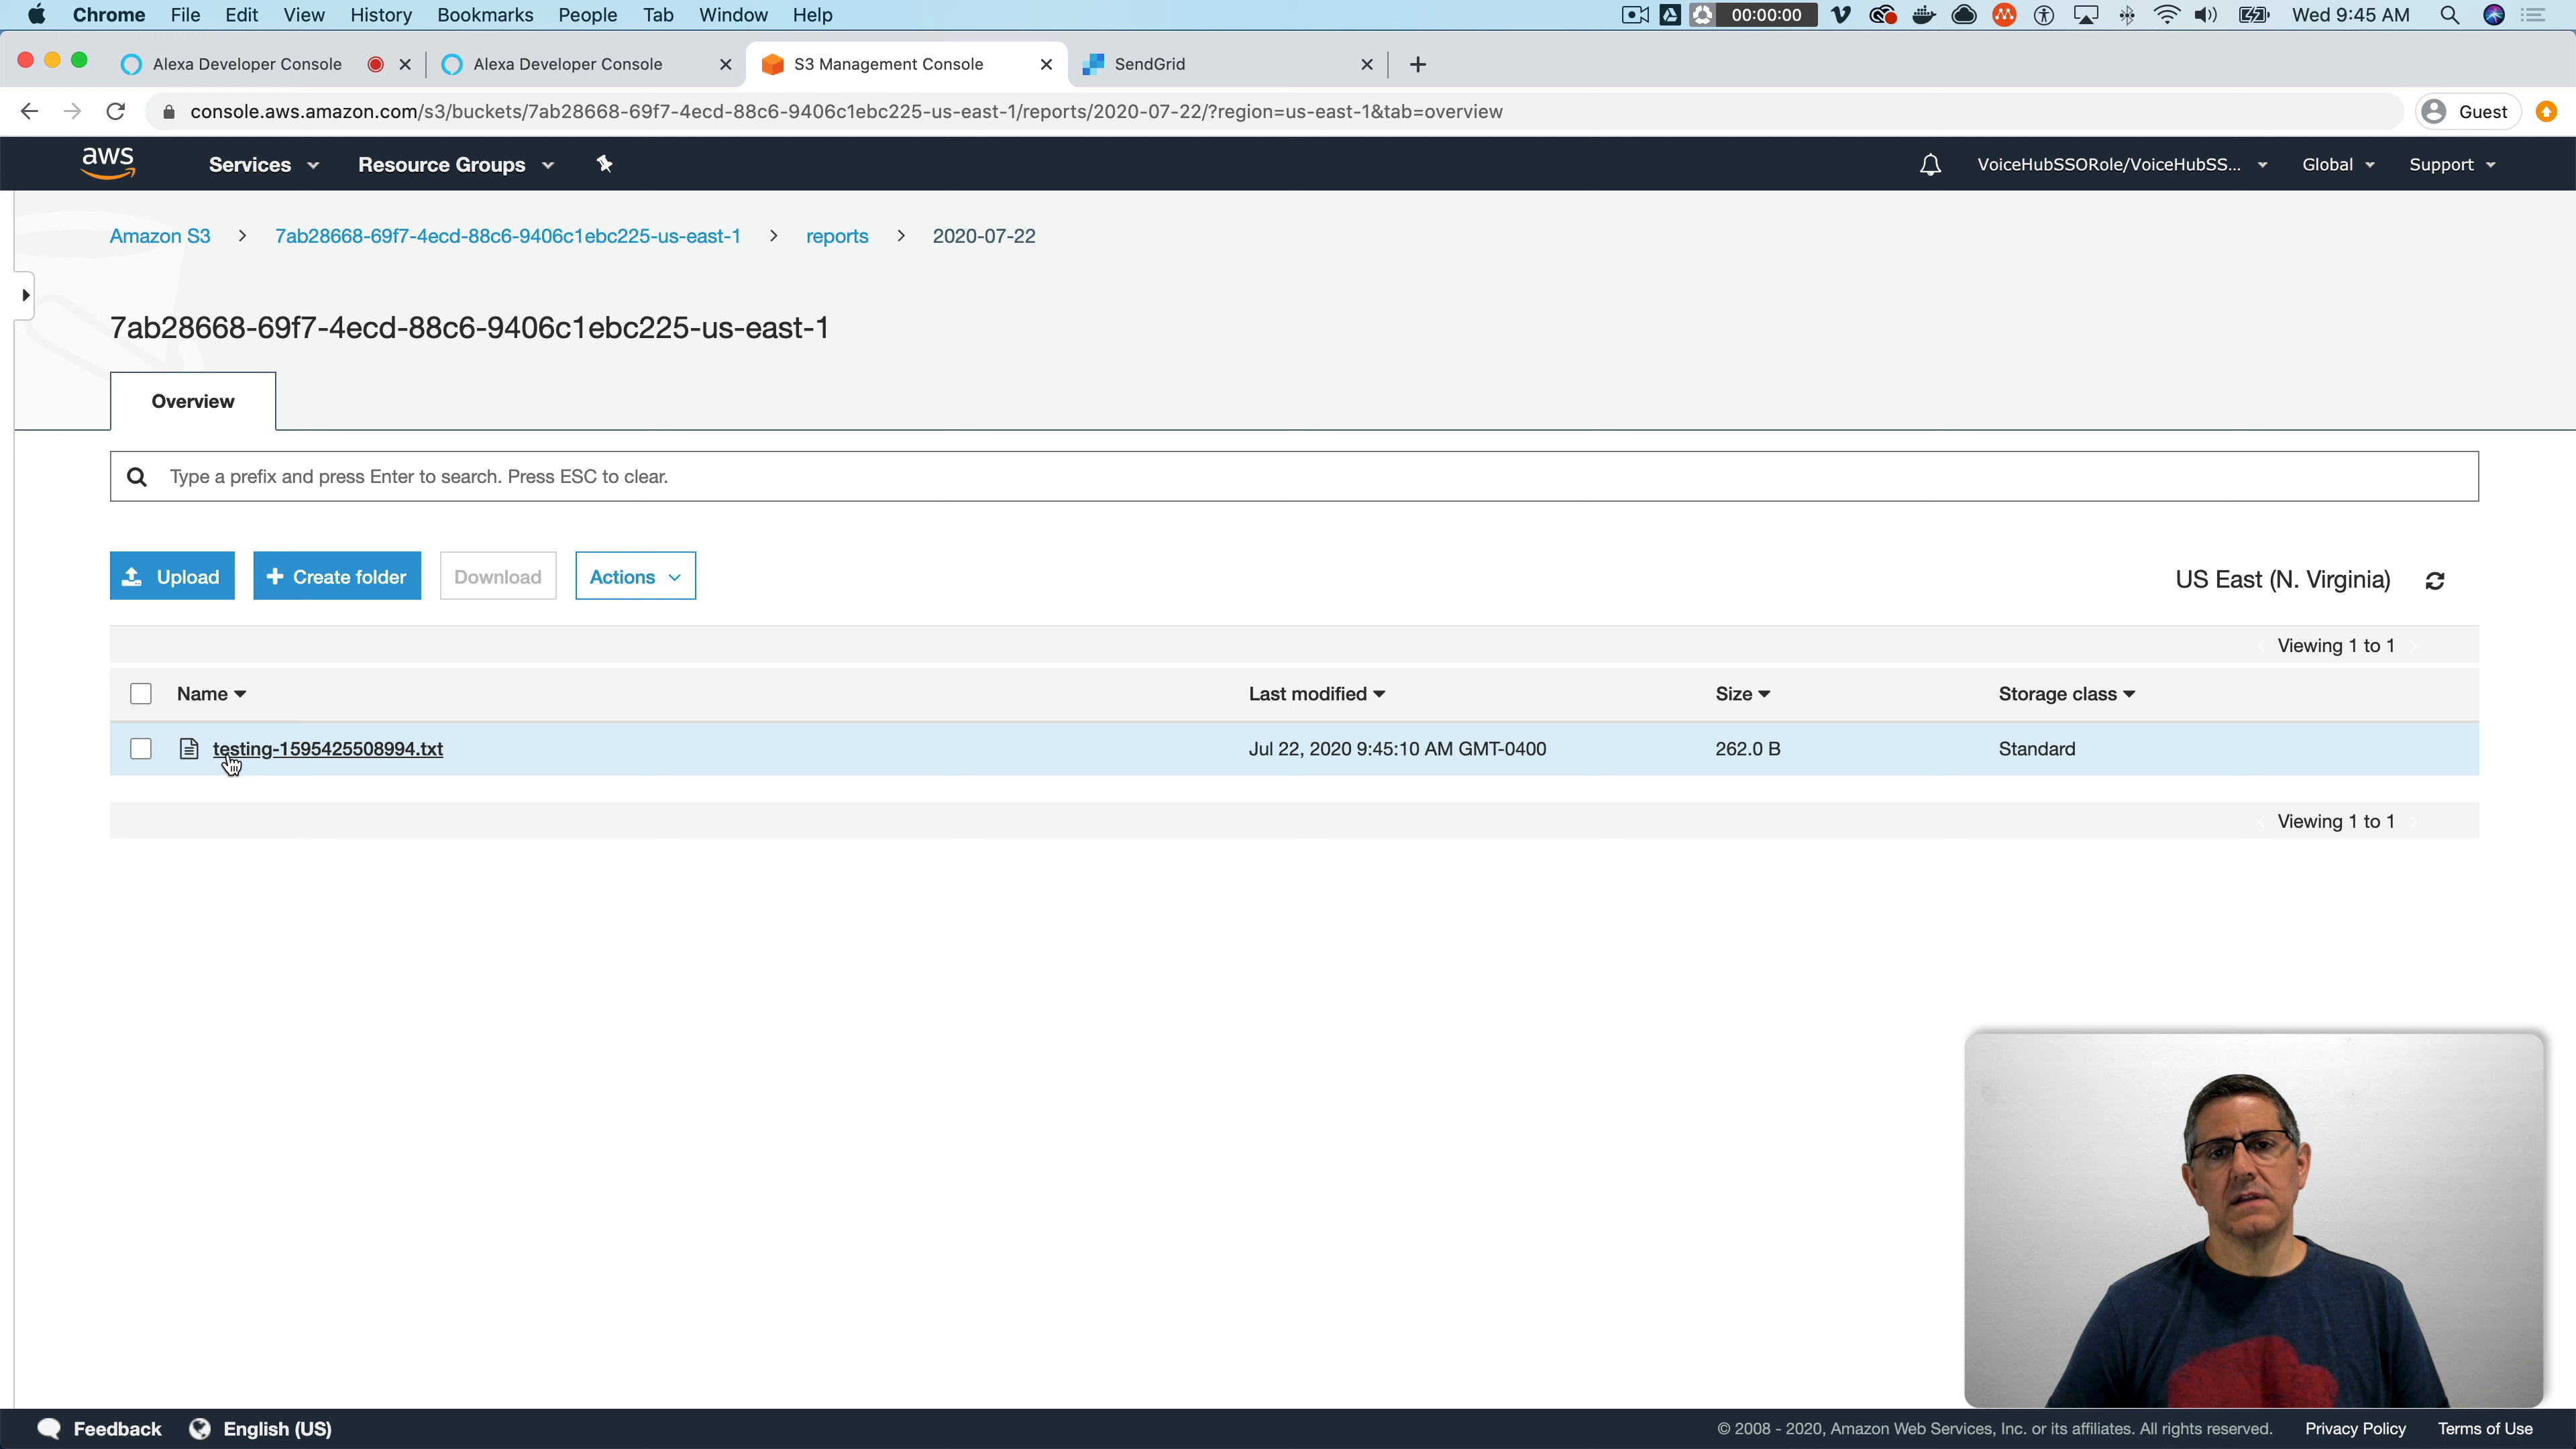 Chrome File Edit View History Bookmarks People Tab Window Help 00:00:00 Wed 9:45 AM
Alexa Developer Console Alexa Developer Console S3 Management Console SendGrid
console.aws.amazon.com/s3/buckets/7ab28668-69f7-4ecd-88c6-9406c1ebc225-us-east-1/reports/2020-07-22/?region=us-east-1&tab=overview Guest
aws Services Resource Groups VoiceHubSSORole/VoiceHubSS... Global Support
Amazon S3 > 7ab28668-69f7-4ecd-88c6-9406c1ebc225-us-east-1 > reports > 2020-07-22
7ab28668-69f7-4ecd-88c6-9406c1ebc225-us-east-1
Overview
Type a prefix and press Enter to search. Press ESC to clear.
Upload + Create folder Download Actions US East (N. Virginia)
Viewing 1 to 1
Name Last modified Size Storage class
testing-1595425508994.txt Jul 22, 2020 9:45:10 AM GMT-0400 262.0 B Standard
Viewing 1 to 1
Feedback English (US) © 2008 - 2020, Amazon Web Services, Inc. or its affiliates. All rights reserved. Privacy Policy Terms of Use